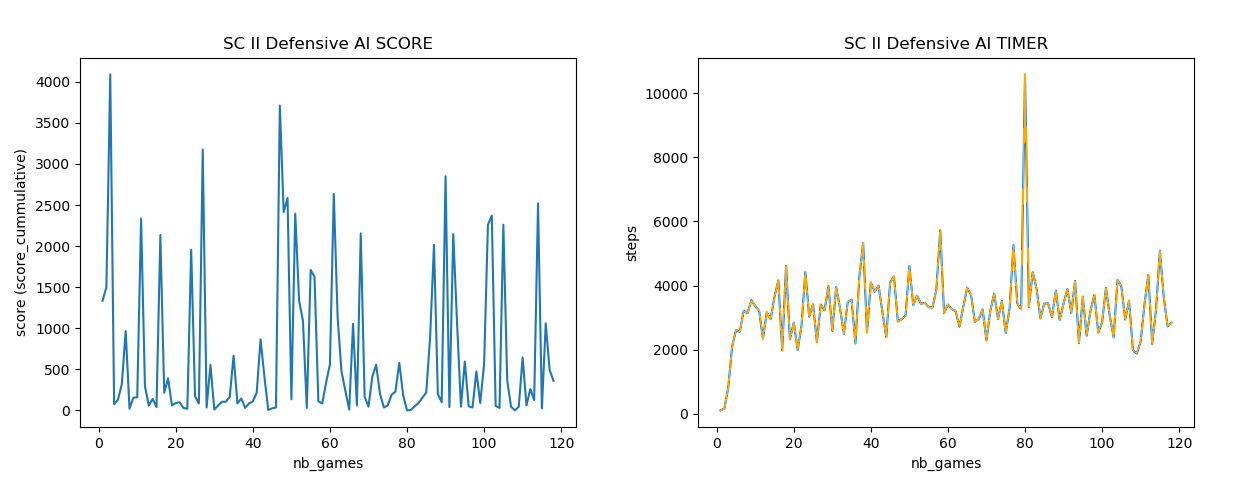 SC II Defensive AI SCORE
score (score_cummulative)
4000
3500
3000
2500
2000
1500
1000
500
0
0 20 40 60 80 100 120
nb_games
SC II Defensive AI TIMER
steps
10000
8000
6000
4000
2000
0
0 20 40 60 80 100 120
nb_games